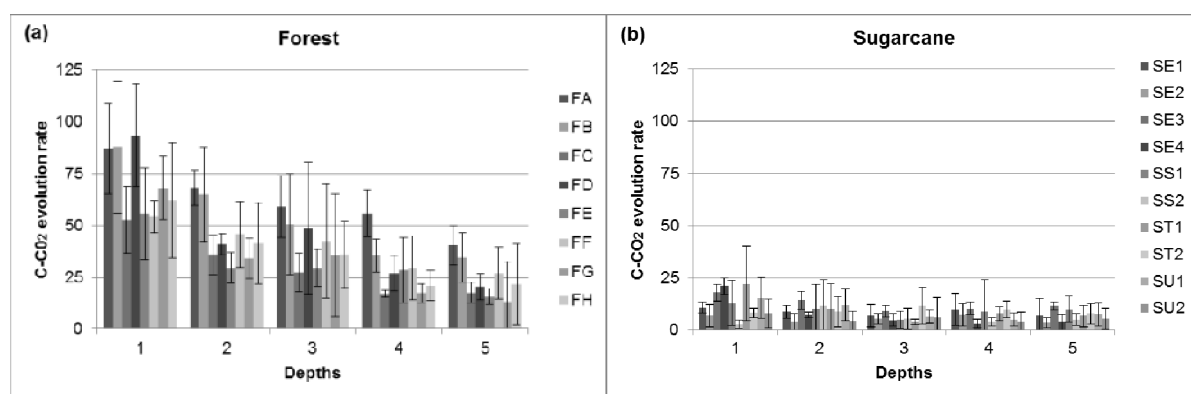 (a)
Forest
125
100
75
50
25
0
C-CO2 evolution rate
1 2 3 4 5
Depths
FA
FB
FC
FD
FE
FF
FG
FH
(b)
Sugarcane
125
100
75
50
25
0
C-CO2 evolution rate
1 2 3 4 5
Depths
SE1
SE2
SE3
SE4
SS1
SS2
ST1
ST2
SU1
SU2